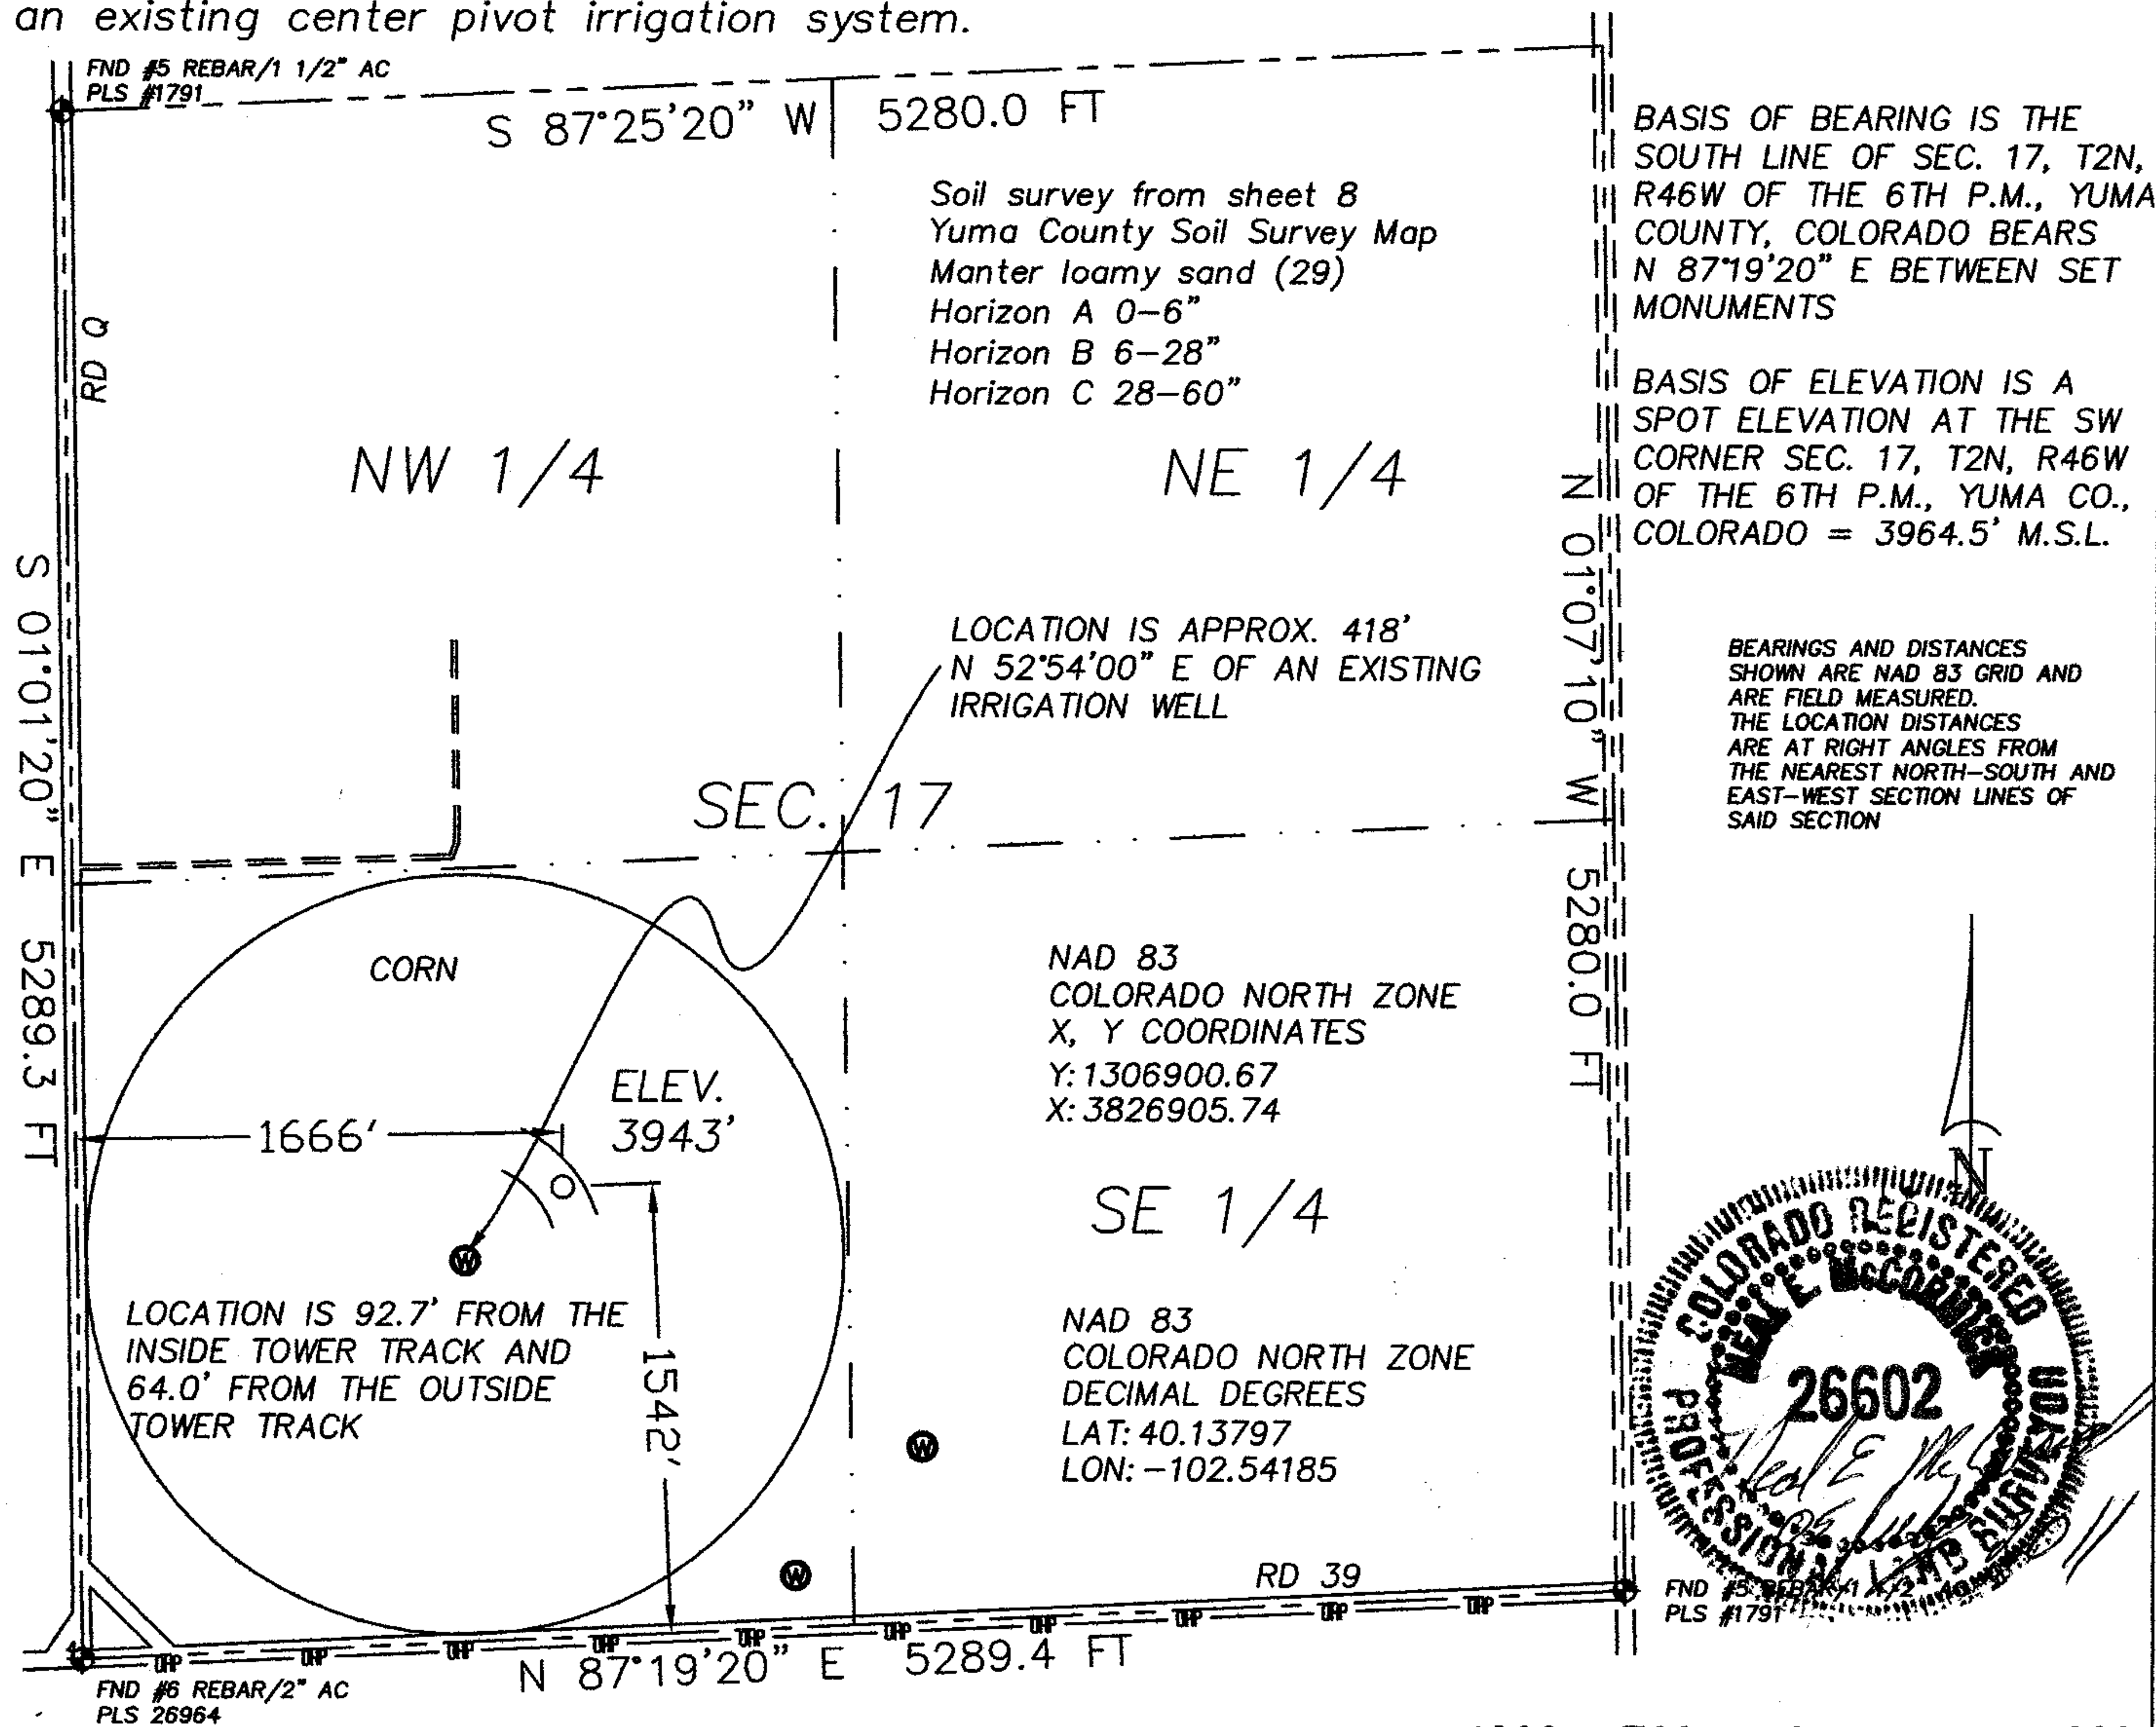 an existing center pivot irrigation system.
FND #5 REBAR/1 1/2" AC
PLS #1791
S 87°25'20" W 5280.0 FT
BASIS OF BEARING IS THE
SOUTH LINE OF SEC. 17, T2N,
R46W OF THE 6TH P.M., YUMA
COUNTY, COLORADO BEARS
N 87°19'20" E BETWEEN SET
MONUMENTS
Soil survey from sheet 8
Yuma County Soil Survey Map
Manter loamy sand (29)
Horizon A 0-6"
Horizon B 6-28"
Horizon C 28-60"
RD Q
BASIS OF ELEVATION IS A
SPOT ELEVATION AT THE SW
CORNER SEC. 17, T2N, R46W
OF THE 6TH P.M., YUMA CO.,
COLORADO = 3964.5' M.S.L.
NW 1/4
NE 1/4
S 01°01'20" E 5289.3 FT
N 01°07'10" W 5280.0 FT
LOCATION IS APPROX. 418'
N 52°54'00" E OF AN EXISTING
IRRIGATION WELL
BEARINGS AND DISTANCES
SHOWN ARE NAD 83 GRID AND
ARE FIELD MEASURED.
THE LOCATION DISTANCES
ARE AT RIGHT ANGLES FROM
THE NEAREST NORTH-SOUTH AND
EAST-WEST SECTION LINES OF
SAID SECTION
SEC. 17
CORN
NAD 83
COLORADO NORTH ZONE
X, Y COORDINATES
Y: 1306900.67
X: 3826905.74
ELEV.
3943'
1666'
N
SE 1/4
W
LOCATION IS 92.7' FROM THE
INSIDE TOWER TRACK AND
64.0' FROM THE OUTSIDE
TOWER TRACK
1542'
NAD 83
COLORADO NORTH ZONE
DECIMAL DEGREES
LAT: 40.13797
LON: -102.54185
W
W
COLORADO REGISTERED
NEAL E McCORMICK
26602
PROFESSIONAL LAND SURVEYOR
RD 39
FND #5 REBAR/1 1/2
PLS #1791
OHP OHP OHP OHP OHP OHP OHP OHP OHP OHP
N 87°19'20" E 5289.4 FT
FND #6 REBAR/2" AC
PLS 26964